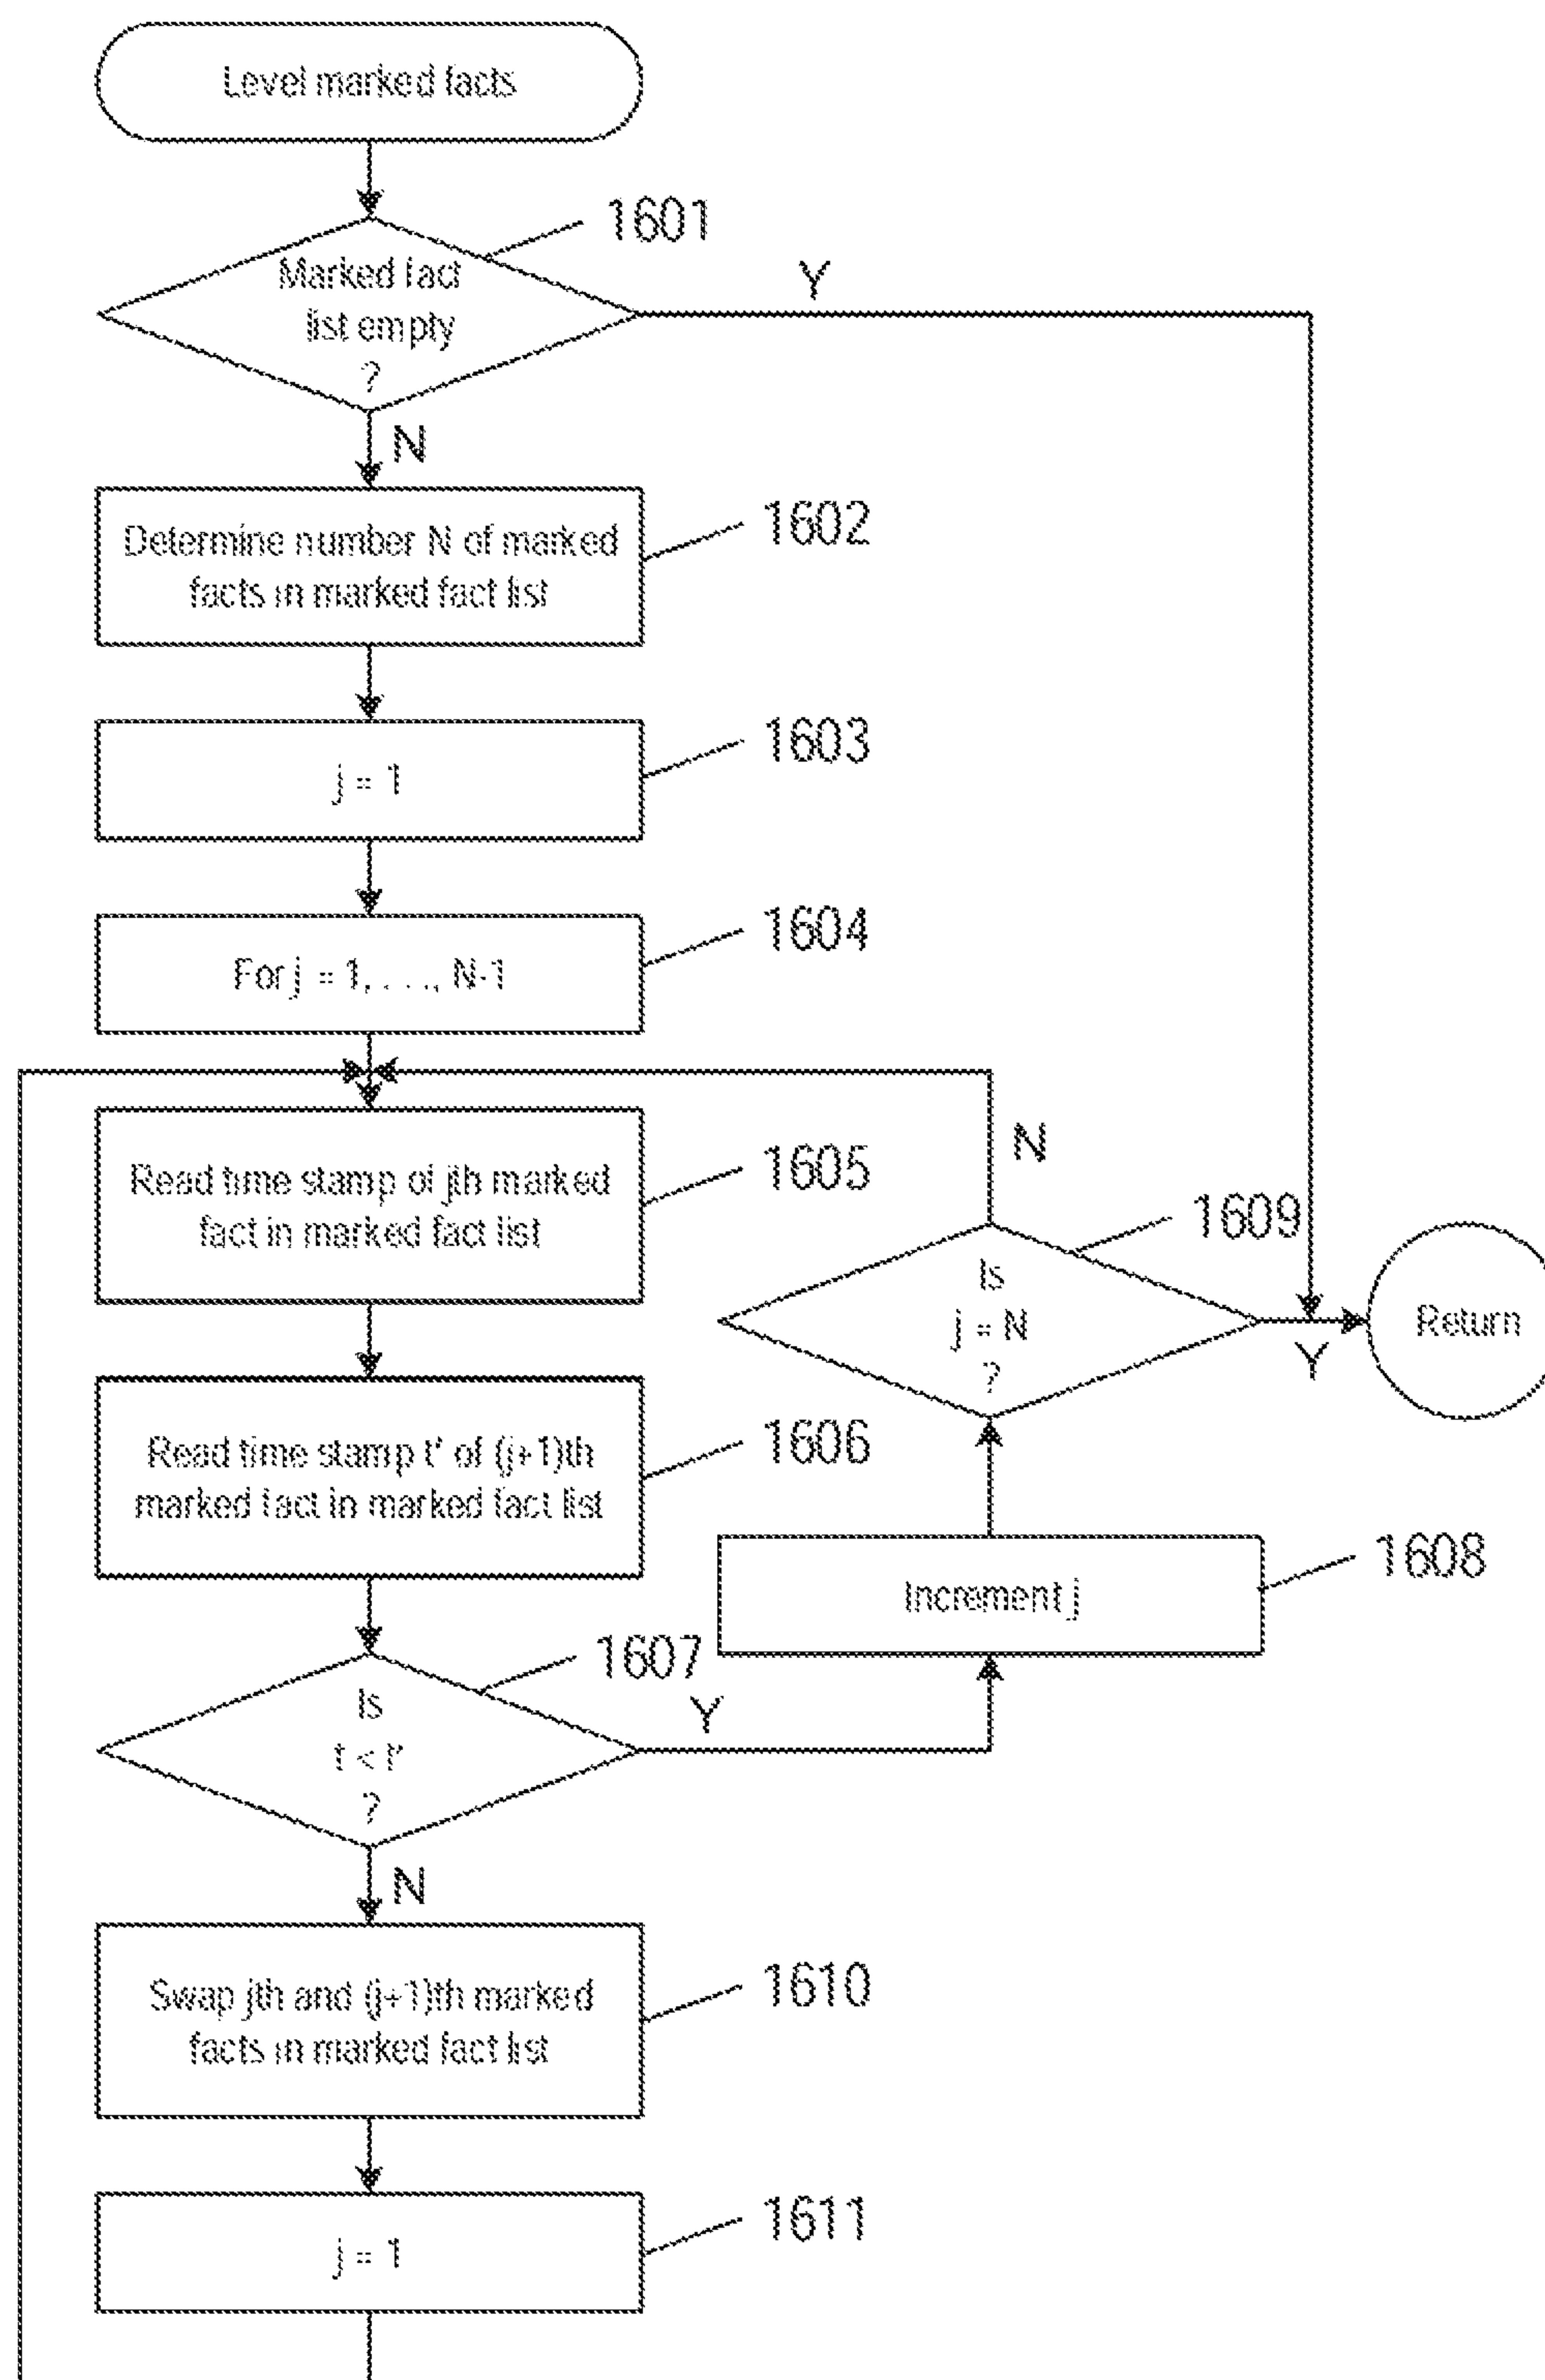 Level marked facts
1601
Marked fact
list empty
?
Y
N
Determine number N of marked
facts in marked fact list
1602
j = 1
1603
For j = 1, . . ., N-1
1604
Read time stamp of jth marked
fact in marked fact list
1605
N
1609
Is
j = N
?
Y
Return
Read time stamp t' of (j+1)th
marked fact in marked fact list
1606
Increment j
1608
1607
Is
t < t'
?
Y
N
Swap jth and (j+1)th marked
facts in marked fact list
1610
j = 1
1611